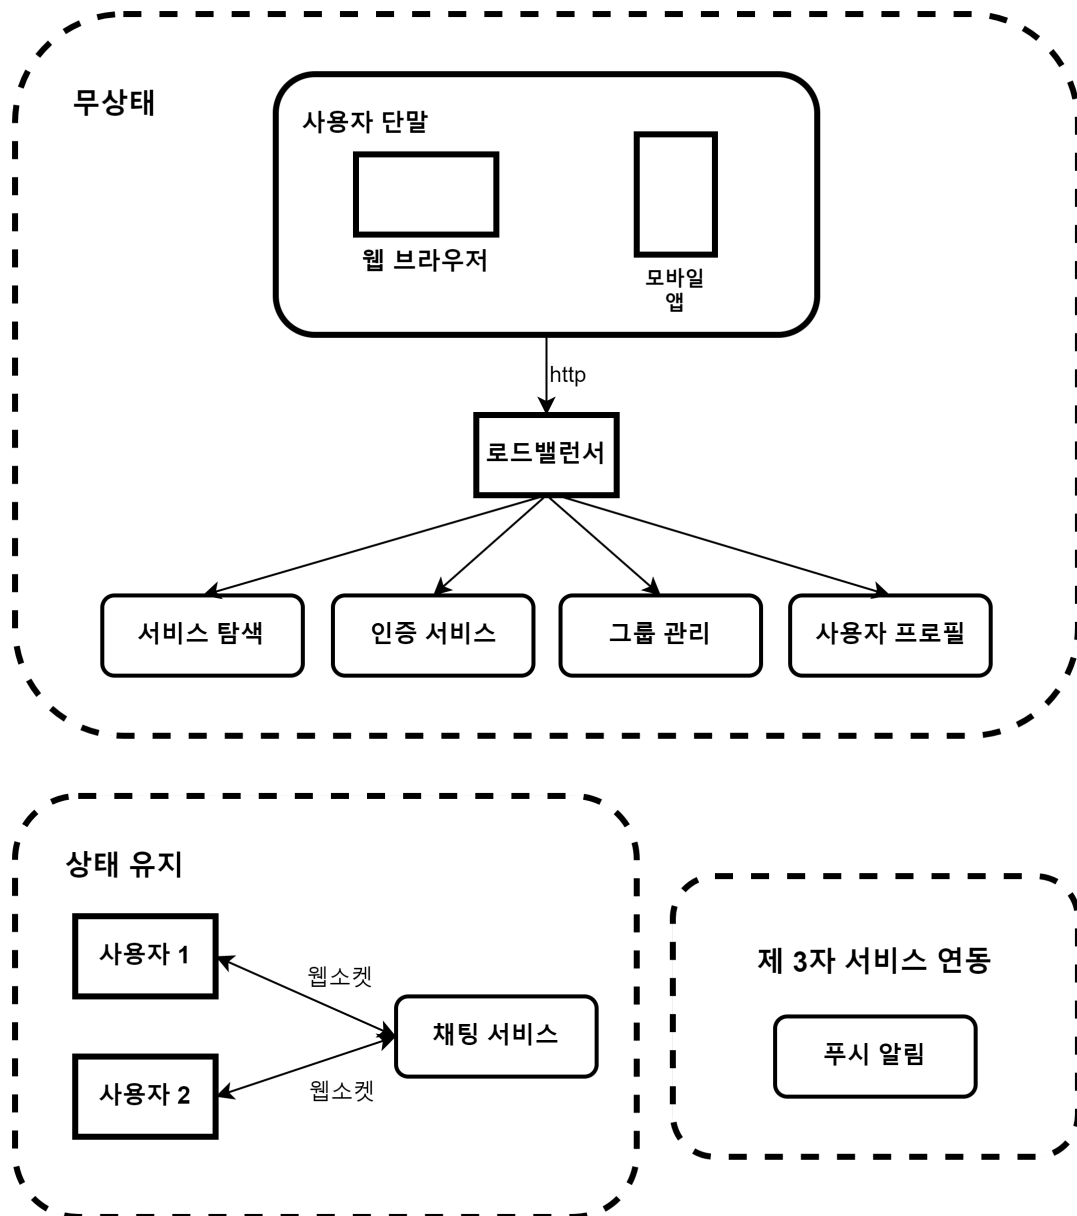 무상태
사용자 단말
웹 브라우저
모바일
앱
http
로드밸런서
서비스 탐색
인증 서비스
그룹 관리
사용자 프로필
상태 유지
사용자 1
웹소켓
채팅 서비스
사용자 2
웹소켓
제 3자 서비스 연동
푸시 알림